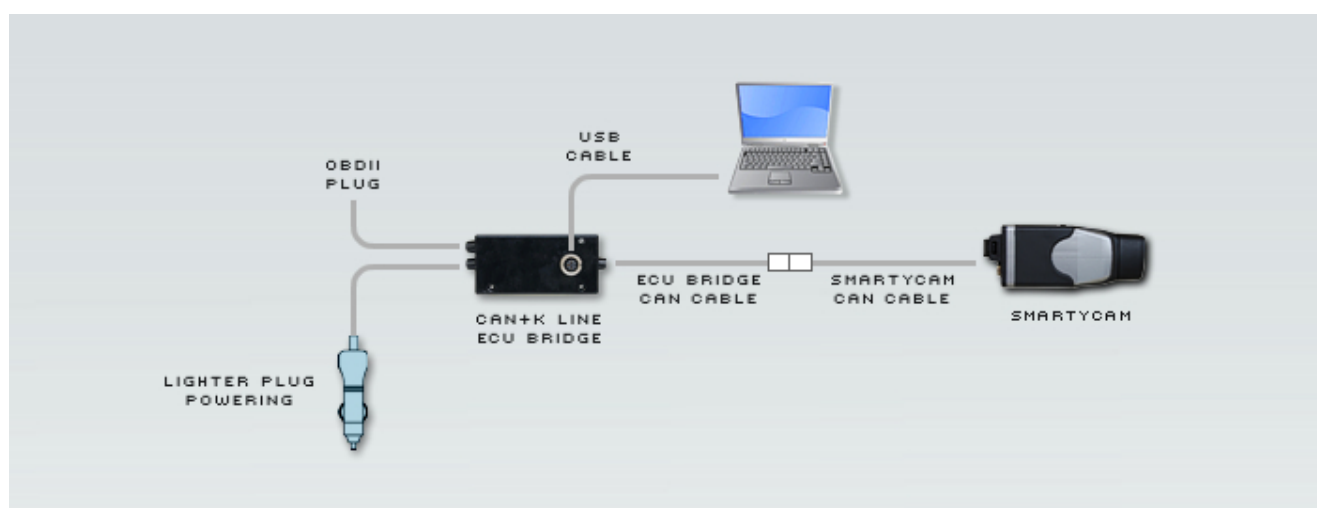 USB
CABLE
OBDII
PLUG
ECU BRIDGE
CAN CABLE
SMARTYCAM
CAN CABLE
SMARTYCAM
CAN+K LINE
ECU BRIDGE
LIGHTER PLUG
POWERING